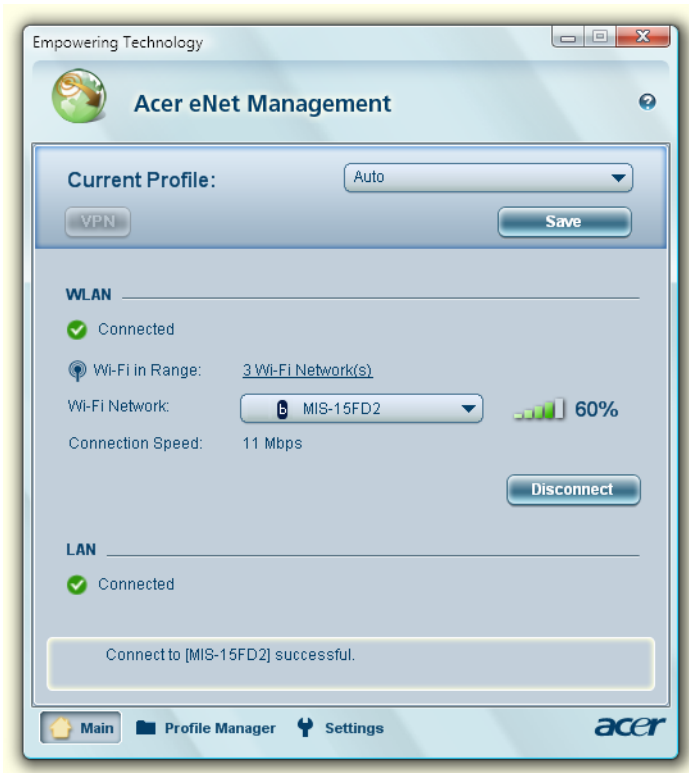 Empowering Technology
Acer eNet Management
Current Profile:
Auto
VPN
Save
WLAN
Connected
Wi-Fi in Range: 3 Wi-Fi Network(s)
Wi-Fi Network: b MIS-15FD2 60%
Connection Speed: 11 Mbps
Disconnect
LAN
Connected
Connect to [MIS-15FD2] successful.
Main Profile Manager Settings acer